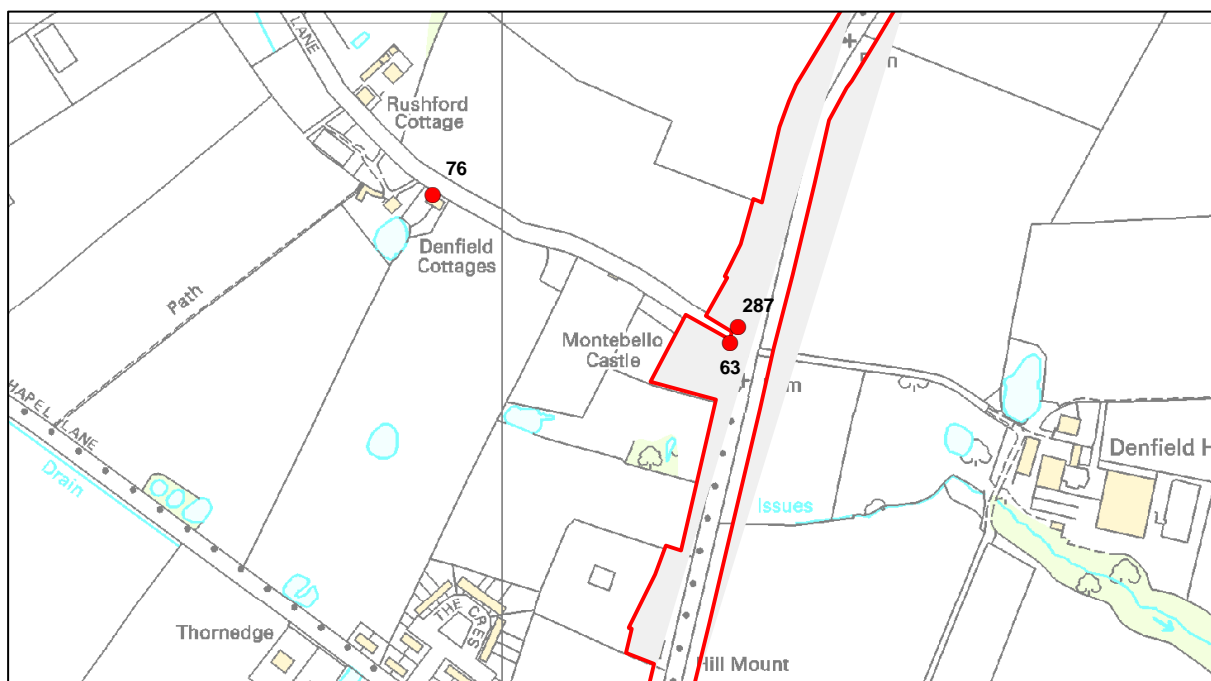 LANE
Rushford
Cottage
76
Denfield
Cottages
Path
287
Montebello
Castle
63
HAPEL LANE
Drain
Denfield H
Issues
THE CRES
Thornedge
Hill Mount